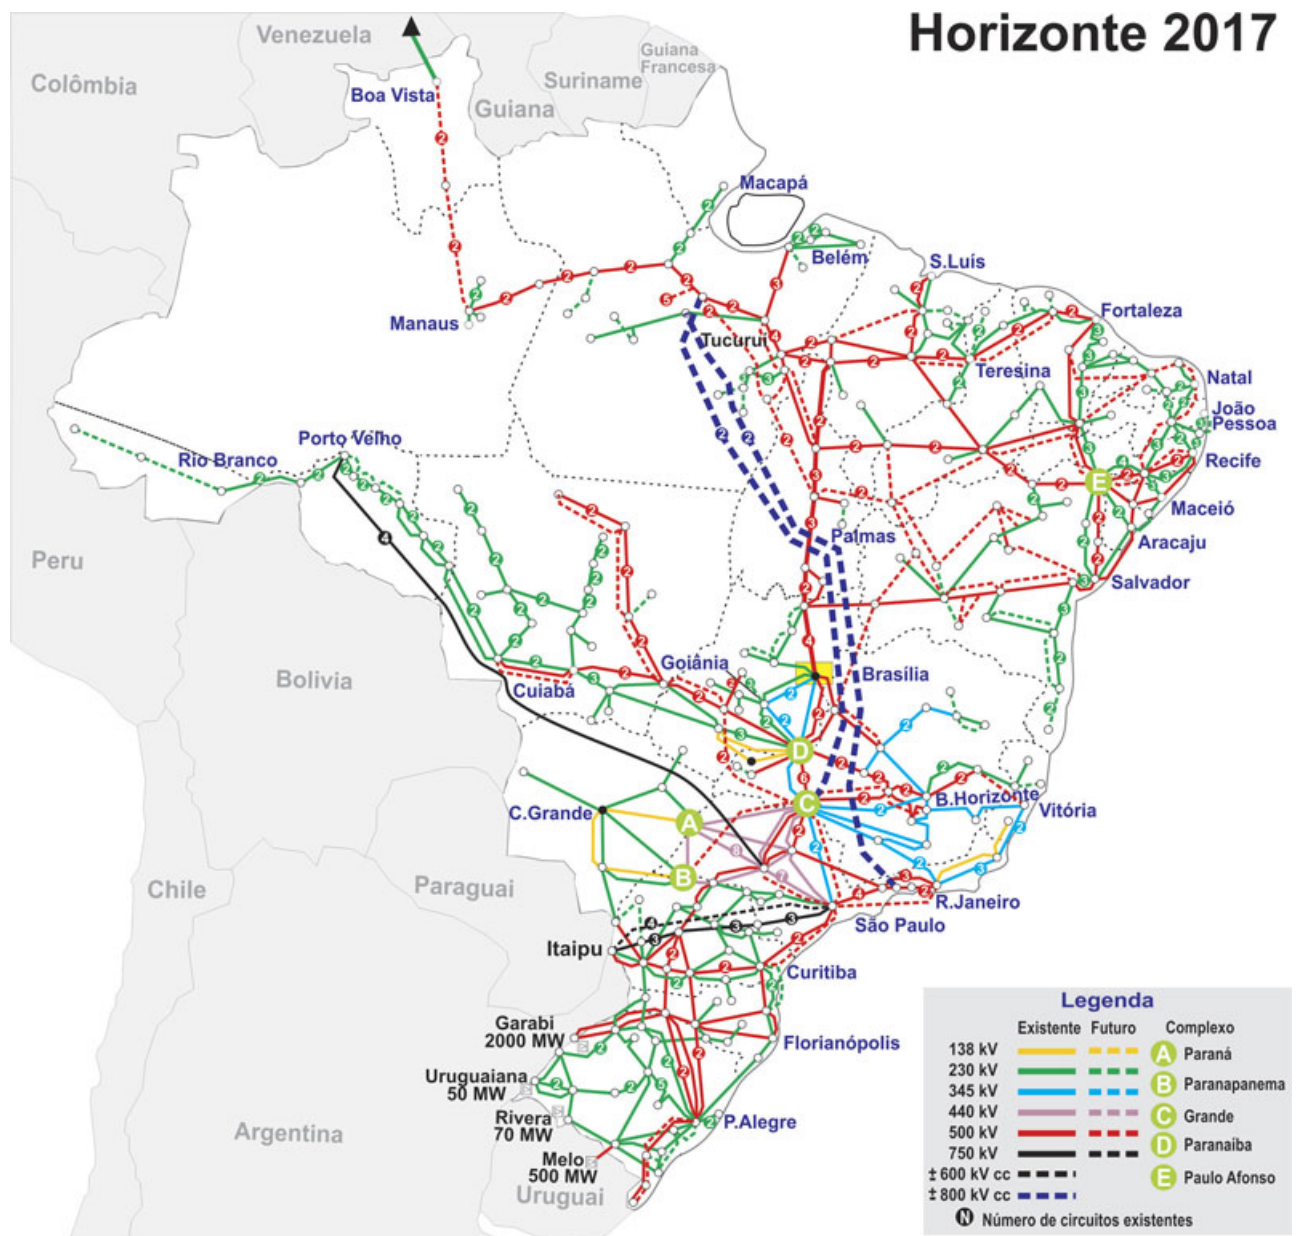 Horizonte 2017
Venezuela
Guiana
Francesa
Colômbia
Suriname
Boa Vista
Guiana
Macapá
Belém
S.Luís
Manaus
Fortaleza
Tucuruí
Teresina
Natal
João
Pessoa
Porto Velho
Rio Branco
Recife
E
Maceió
Palmas
Aracaju
Peru
Salvador
Goiânia
Brasília
Bolivia
Cuiabá
D
B.Horizonte
Vitória
C.Grande
A
C
Chile
Paraguai
B
R.Janeiro
São Paulo
Itaipu
Curitiba
Garabi
2000 MW
Florianópolis
Uruguaiana
50 MW
Rivera
70 MW
P.Alegre
Argentina
Melo
500 MW
Uruguai
Legenda
Existente Futuro Complexo
138 kV A Paraná
230 kV
345 kV B Paranapanema
440 kV C Grande
500 kV D Paranaíba
750 kV
±600 kV cc E Paulo Afonso
±800 kV cc
N Número de circuitos existentes